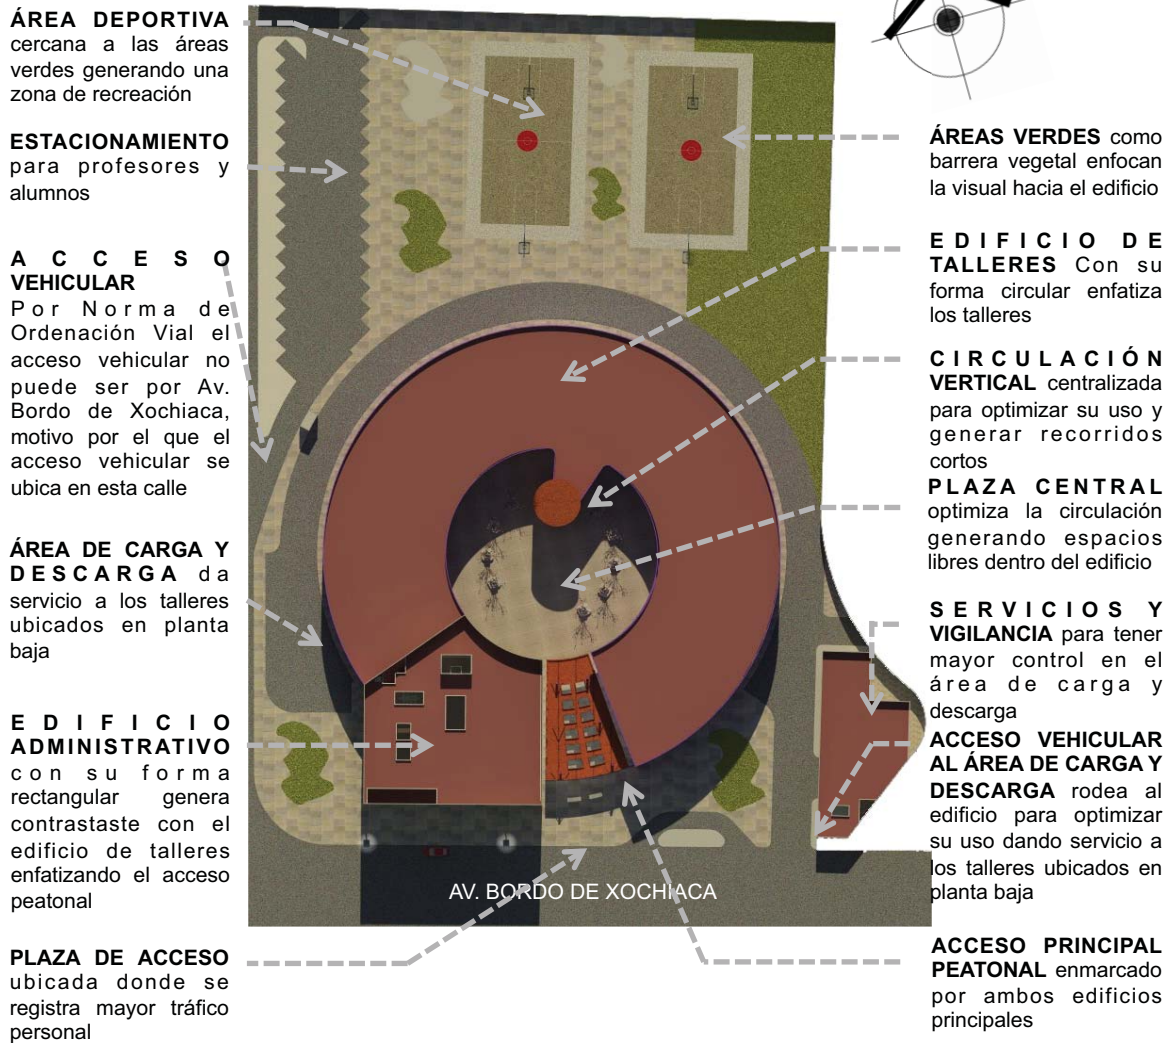 ÁREA DEPORTIVA
cercana a las áreas
verdes generando una
zona de recreación
ESTACIONAMIENTO
para profesores y
alumnos
ACCESO
VEHICULAR
Por Norma de
Ordenación Vial el
acceso vehicular no
puede ser por Av.
Bordo de Xochiaca,
motivo por el que el
acceso vehicular se
ubica en esta calle
ÁREA DE CARGA Y
DESCARGA da
servicio a los talleres
ubicados en planta
baja
EDIFICIO
ADMINISTRATIVO
con su forma
rectangular genera
contrastaste con el
edificio de talleres
enfatizando el acceso
peatonal
PLAZA DE ACCESO
ubicada donde se
registra mayor tráfico
personal
AV. BORDO DE XOCHIACA
ÁREAS VERDES como
barrera vegetal enfocan
la visual hacia el edificio
EDIFICIO DE
TALLERES Con su
forma circular enfatiza
los talleres
CIRCULACIÓN
VERTICAL centralizada
para optimizar su uso y
generar recorridos
cortos
PLAZA CENTRAL
optimiza la circulación
generando espacios
libres dentro del edificio
SERVICIOS Y
VIGILANCIA para tener
mayor control en el
área de carga y
descarga
ACCESO VEHICULAR
AL ÁREA DE CARGA Y
DESCARGA rodea al
edificio para optimizar
su uso dando servicio a
los talleres ubicados en
planta baja
ACCESO PRINCIPAL
PEATONAL enmarcado
por ambos edificios
principales